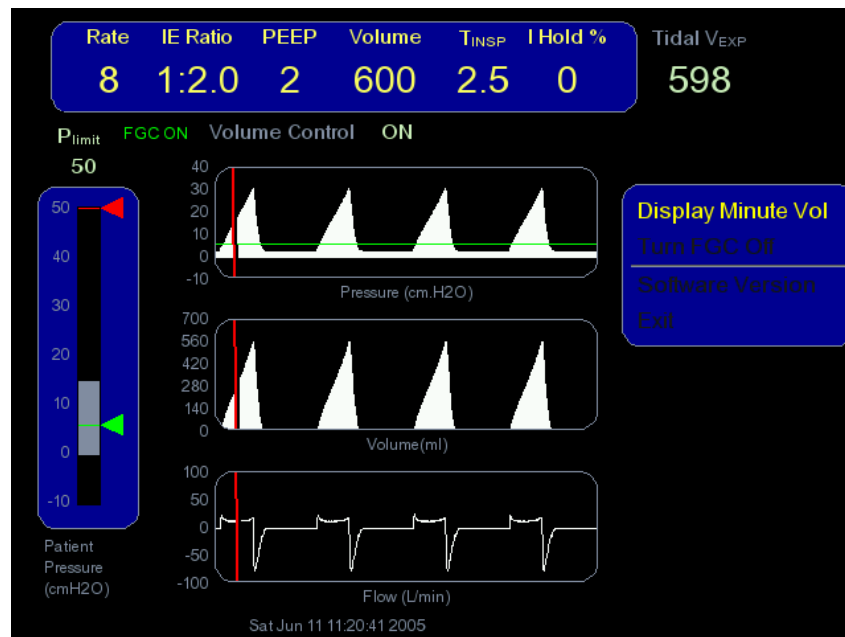 Rate IE Ratio PEEP Volume TINSP I Hold % Tidal VEXP
8 1:2.0 2 600 2.5 0 598
Plimit FGC ON Volume Control ON
50
50
40
30
20
10
0
-10
Patient
Pressure
(cmH2O)
40
30
20
10
0
-10
Pressure (cm.H2O)
700
560
420
280
140
0
Volume(ml)
100
50
0
-50
-100
Flow (L/min)
Sat Jun 11 11:20:41 2005
Display Minute Vol
Turn FGC Off
Software Version
Exit